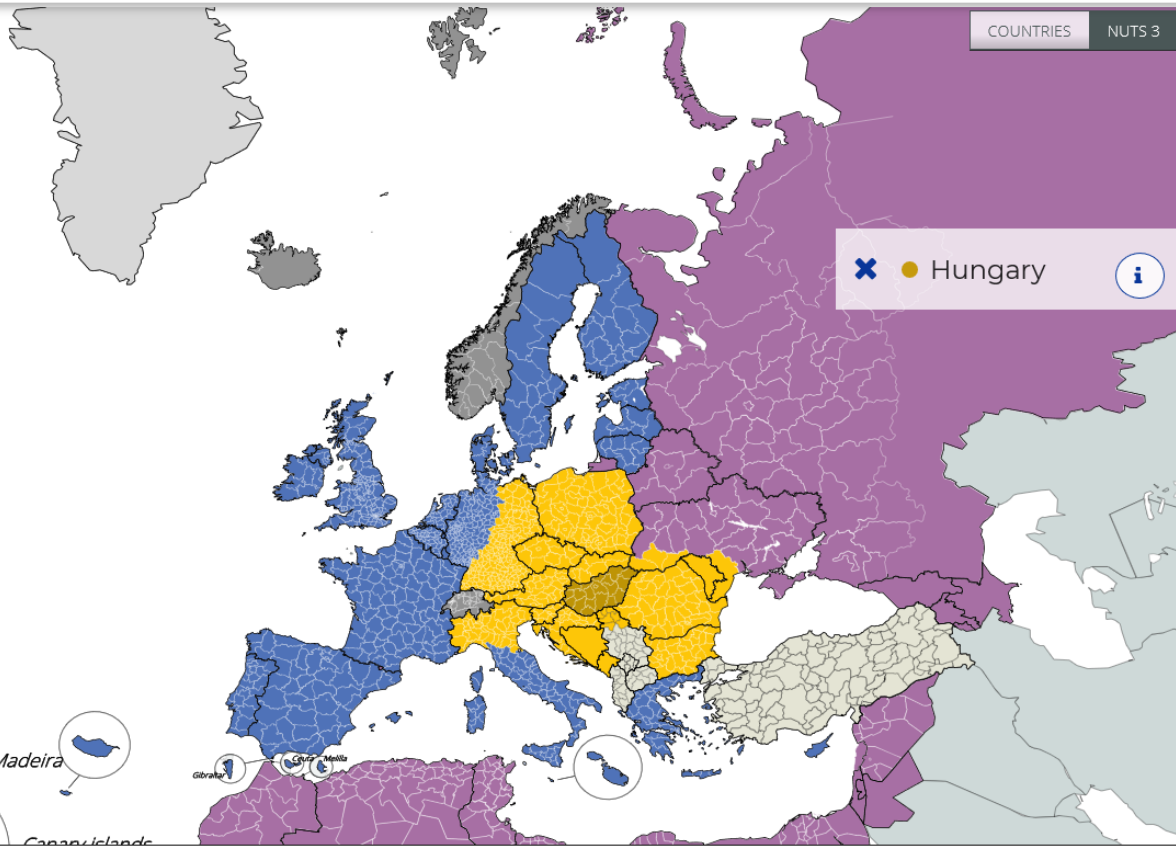 COUNTRIES NUTS 3
Hungary
Madeira
Gibraltar
Ceuta Melilla
Canary islands